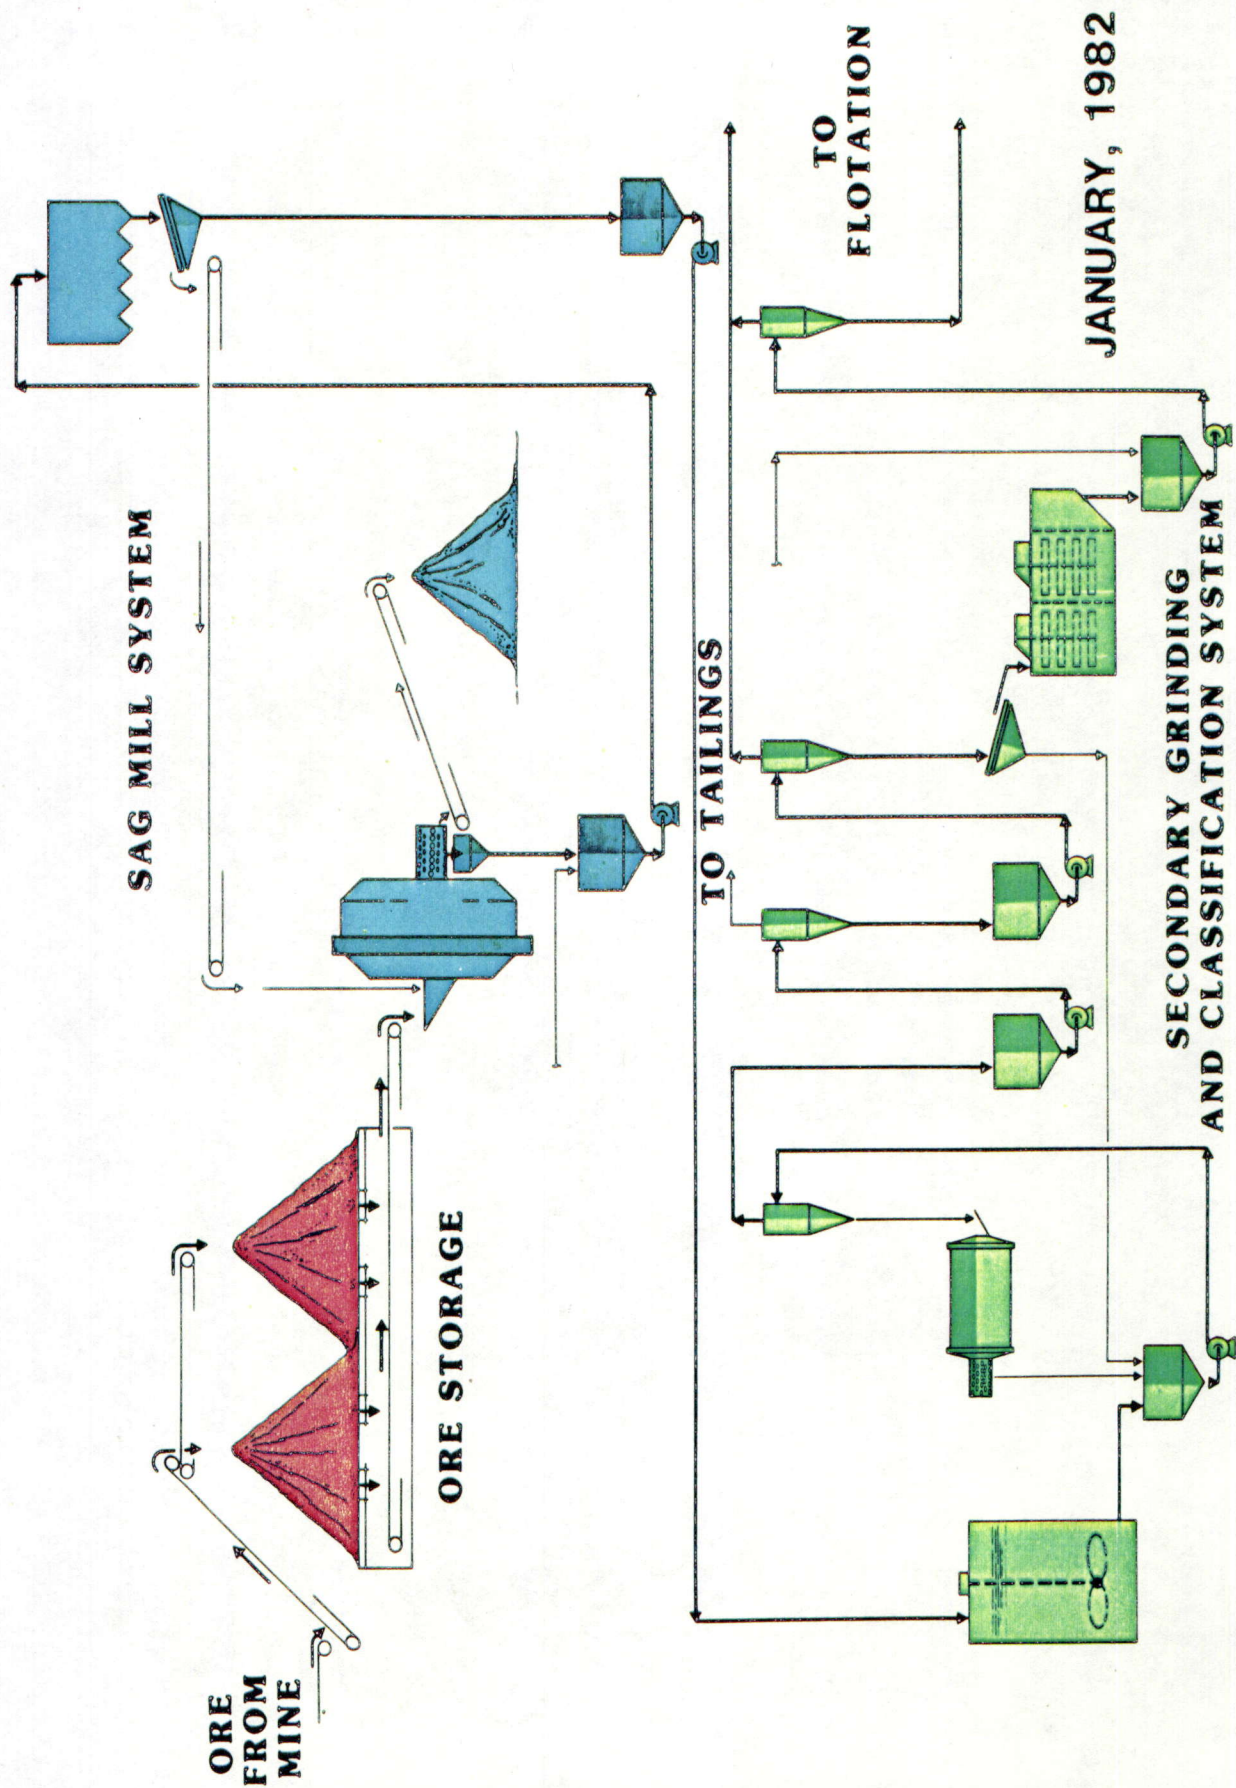 ORE
FROM
MINE
ORE STORAGE
SAG MILL SYSTEM
TO TAILINGS
TO
FLOTATION
SECONDARY GRINDING
AND CLASSIFICATION SYSTEM
JANUARY, 1982